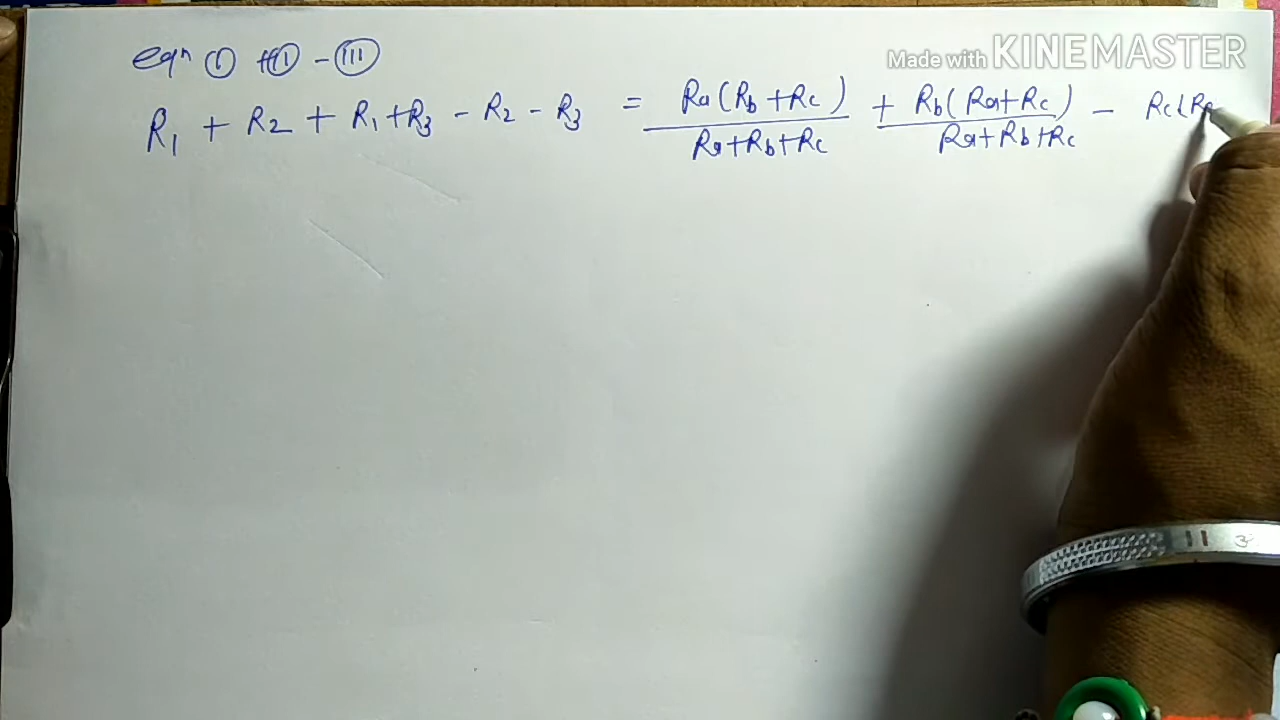 eqn (I) + (II) - (III)
Made with KINEMASTER
R1 + R2 + R1 + R3 - R2 - R3 = Ra(Rb+Rc) / Ra+Rb+Rc + Rb(Ra+Rc) / Ra+Rb+Rc - Rc(Ra